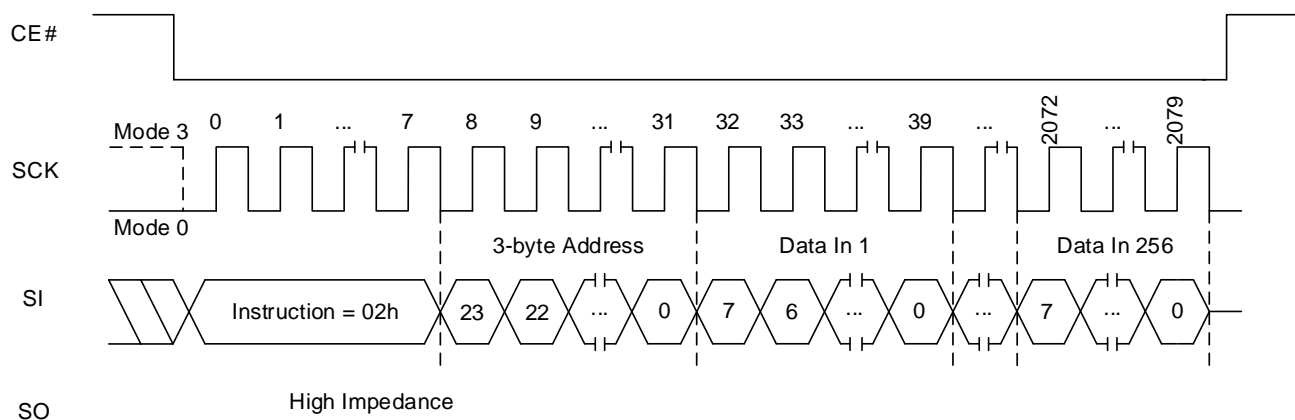 CE#
0 1 ... 7 8 9 ... 31 32 33 ... 39 ... 2072 ... 2079
Mode 3
SCK
Mode 0
3-byte Address Data In 1 Data In 256
SI Instruction = 02h 23 22 ... 0 7 6 ... 0 ... 7 ... 0
High Impedance
SO